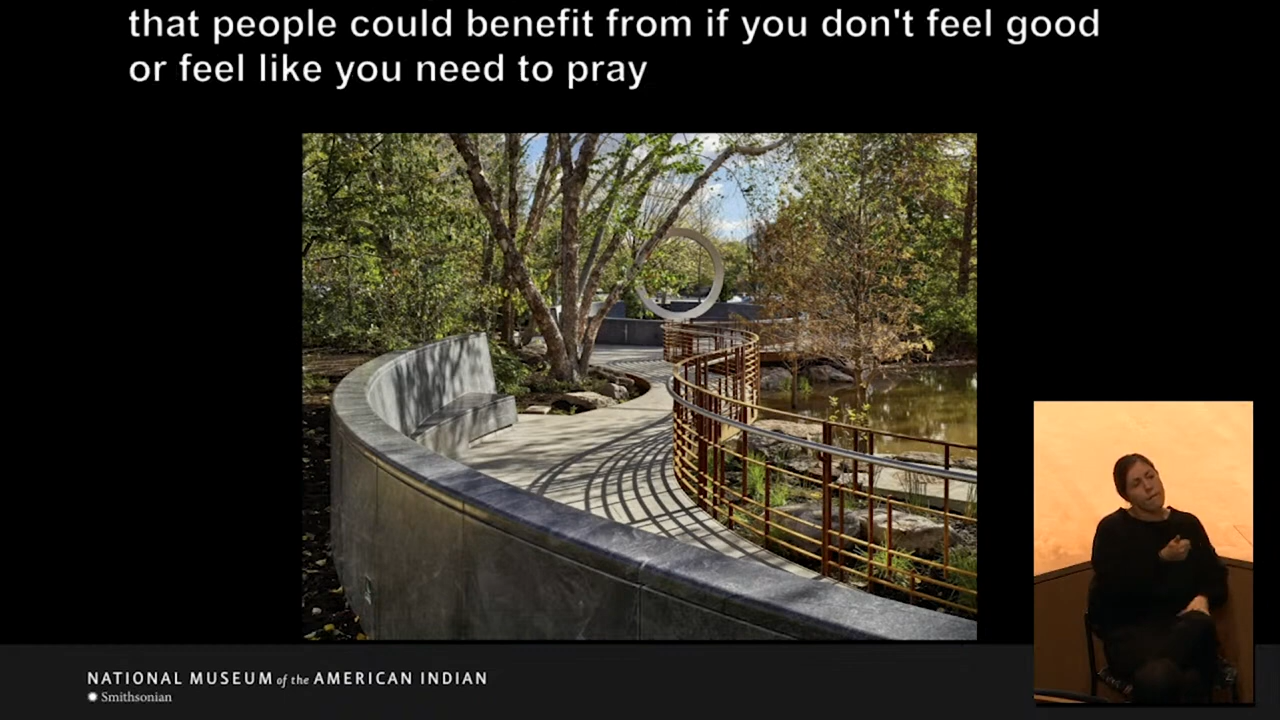 that people could benefit from if you don't feel good
or feel like you need to pray
NATIONAL MUSEUM of the AMERICAN INDIAN
Smithsonian